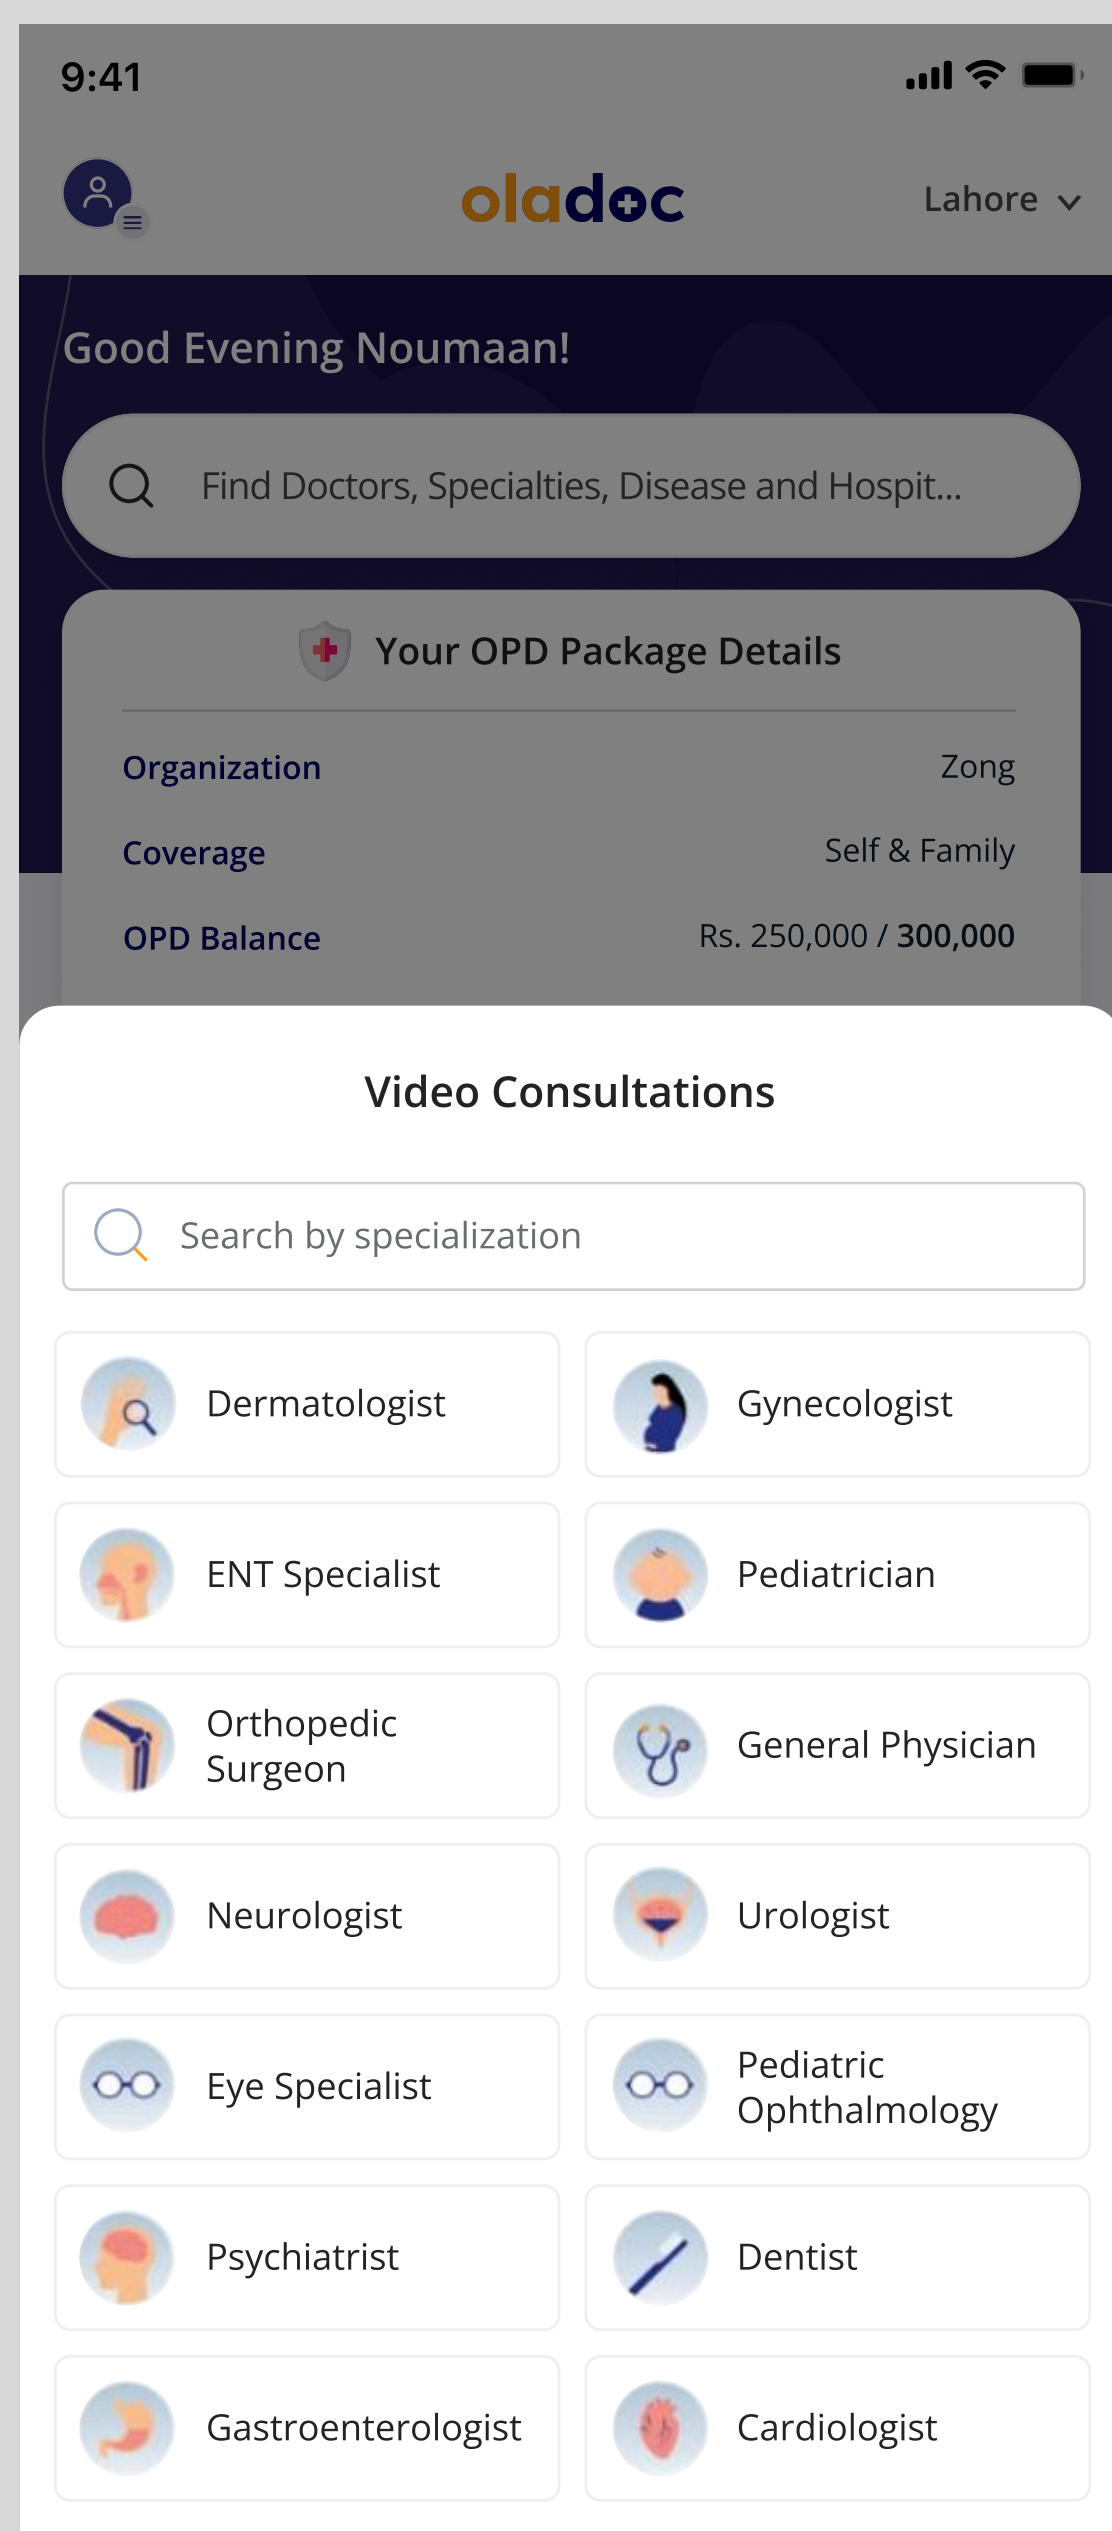 9:41
oladoc
Lahore
Good Evening Noumaan!
Find Doctors, Specialties, Disease and Hospit...
Your OPD Package Details
Organization Zong
Coverage Self & Family
OPD Balance Rs. 250,000 / 300,000
Video Consultations
Search by specialization
Dermatologist
Gynecologist
ENT Specialist
Pediatrician
Orthopedic
Surgeon
General Physician
Neurologist
Urologist
Eye Specialist
Pediatric
Ophthalmology
Psychiatrist
Dentist
Gastroenterologist
Cardiologist